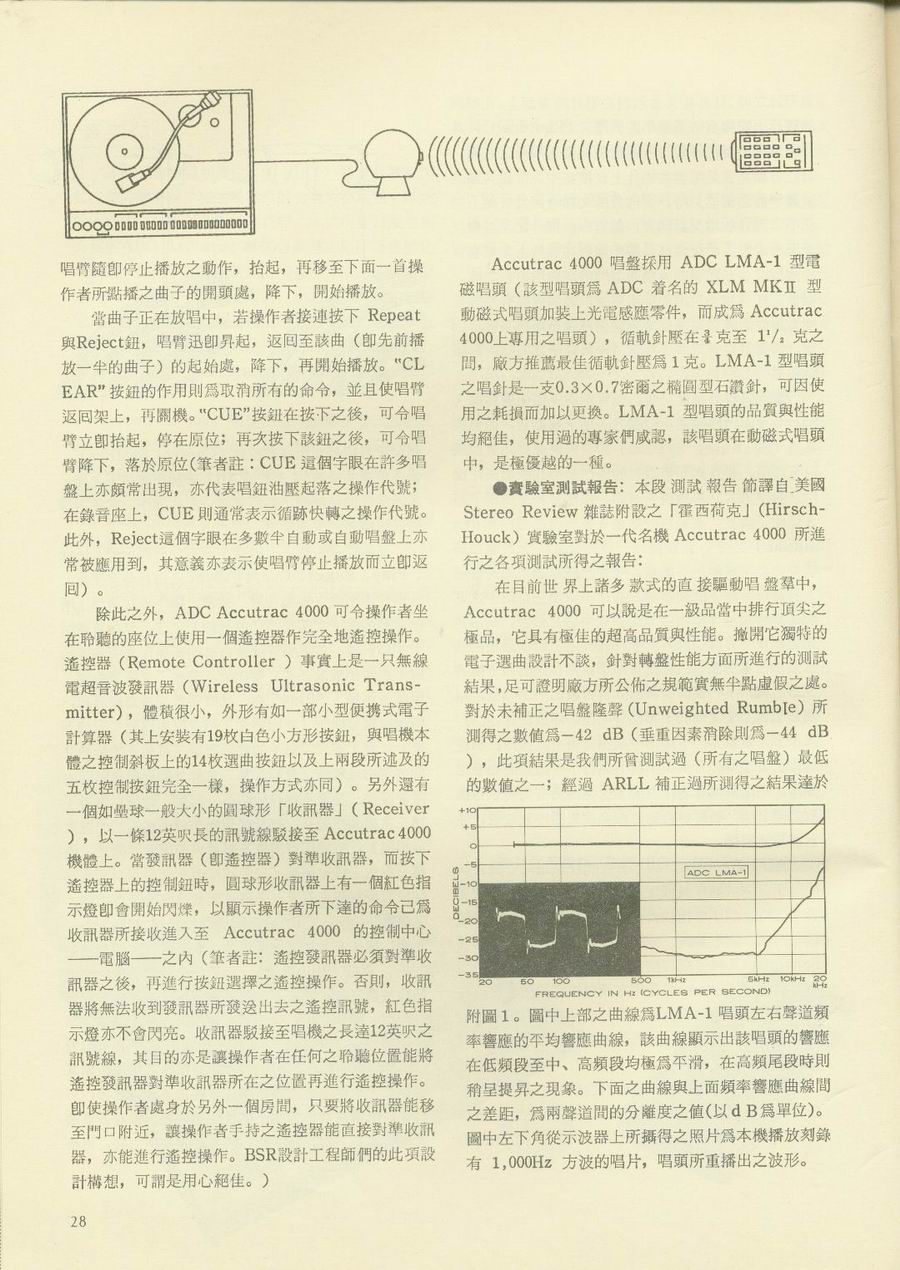 唱臂隨卽停止播放之動作，抬起，再移至下面一首操
作者所點播之曲子的開頭處，降下，開始播放。
當曲子正在放唱中，若操作者接連按下 Repeat
與Reject鈕，唱臂迅卽昇起，返囘至該曲（卽先前播
放一半的曲子）的起始處，降下，再開始播放。“CL
EAR” 按鈕的作用則爲取消所有的命令，並且使唱臂
返囘架上，再關機。“CUE”按鈕在按下之後，可令唱
臂立卽抬起，停在原位；再次按下該鈕之後，可令唱
臂降下，落於原位(筆者註：CUE 這個字眼在許多唱
盤上亦頗常出現，亦代表唱鈕油壓起落之操作代號；
在錄音座上，CUE 則通常表示循跡快轉之操作代號。
此外，Reject這個字眼在多數半自動或自動唱盤上亦
常被應用到，其意義亦表示使唱臂停止播放而立卽返
囘）。
除此之外，ADC Accutrac 4000 可令操作者坐
在聆聽的座位上使用一個遙控器作完全地遙控操作。
遙控器（Remote Controller ）事實上是一只無線
電超音波發訊器（Wireless Ultrasonic Trans-
mitter)，體積很小，外形有如一部小型便携式電子
計算器（其上安裝有19枚白色小方形按鈕，與唱機本
體之控制斜板上的14枚選曲按鈕以及上兩段所述及的
五枚控制按鈕完全一樣，操作方式亦同）。另外還有
一個如壘球一般大小的圓球形「收訊器」( Receiver
），以一條12英呎長的訊號線駁接至 Accutrac 4000
機體上。當發訊器（卽遙控器）對準收訊器，而按下
遙控器上的控制鈕時，圓球形收訊器上有一個紅色指
示燈卽會開始閃爍，以顯示操作者所下達的命令已爲
收訊器所接收進入至 Accutrac 4000 的控制中心
——電腦——之內（筆者註：遙控發訊器必須對準收
訊器之後，再進行按鈕選擇之遙控操作。否則，收訊
器將無法收到發訊器所發送出去之遙控訊號，紅色指
示燈亦不會閃亮。收訊器駁接至唱機之長達12英呎之
訊號線，其目的亦是讓操作者在任何之聆聽位置能將
遙控發訊器對準收訊器所在之位置再進行遙控操作。
卽使操作者處身於另外一個房間，只要將收訊器能移
至門口附近，讓操作者手持之遙控器能直接對準收訊
器，亦能進行遙控操作。BSR設計工程師們的此項設
計構想，可謂是用心絕佳。）
Accutrac 4000 唱盤採用 ADC LMA-1 型電
磁唱頭（該型唱頭爲 ADC 着名的 XLM MKⅡ 型
動磁式唱頭加裝上光電感應零件，而成爲 Accutrac
4000上專用之唱頭），循軌針壓在¾克至 1¹/₂ 克之
間，廠方推薦最佳循軌針壓爲 1 克。LMA-1 型唱頭
之唱針是一支0.3×0.7密爾之橢圓型石鑽針，可因使
用之耗損而加以更換。LMA-1 型唱頭的品質與性能
均絕佳，使用過的專家們咸認，該唱頭在動磁式唱頭
中，是極優越的一種。
●實驗室測試報告：本段 測試 報告 節譯自 美國
Stereo Review 雜誌附設之「霍西荷克」(Hirsch-
Houck）實驗室對於一代名機 Accutrac 4000 所進
行之各項測試所得之報告：
在目前世 界上諸多 款式的直 接驅動唱 盤羣中，
Accutrac 4000 可以說是在一級品當中排行頂尖之
極品，它具有極佳的超高品質與性能。撇開它獨特的
電子選曲設計不談，針對轉盤性能方面所進行的測試
結果，足可證明廠方所公佈之規範實無半點虛假之處。
對於未補正之唱盤隆聲 (Unweighted Rumble) 所
測得之數值爲－42 dB（垂重因素消除則爲－44 dB
），此項結果是我們所曾測試過（所有之唱盤）最低
的數值之一；經過 ARLL 補正過所測得之結果達於
+10
+5
0
-5
-10
-15
-20
-25
-30
-35
DECIBELS
ADC LMA-1
20 50 100 500 1kHz 5kHz 10kHz 20 kHz
FREQUENCY IN Hz (CYCLES PER SECOND)
附圖 1。圖中上部之曲線爲LMA-1 唱頭左右聲道頻
率響應的平均響應曲線，該曲線顯示出該唱頭的響應
在低頻段至中、高頻段均極爲平滑，在高頻尾段時則
稍呈提昇之現象。下面之曲線與上面頻率響應曲線間
之差距，爲兩聲道間的分離度之値(以 d B 爲單位)。
圖中左下角從示波器上所攝得之照片爲本機播放刻錄
有 1,000Hz 方波的唱片，唱頭所重播出之波形。
28